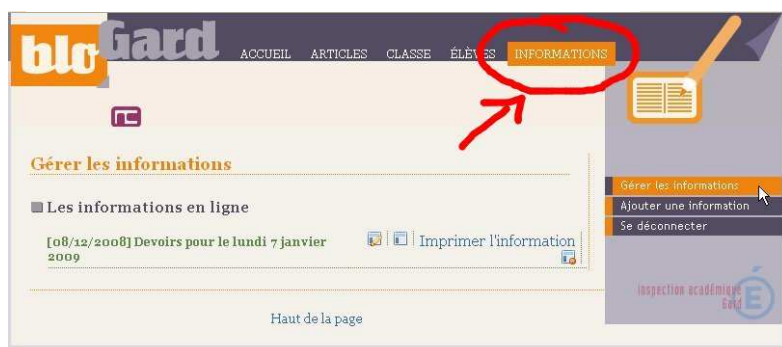 bloGard
ACCUEIL ARTICLES CLASSE ÉLÈVES INFORMATIONS
Gérer les informations
Gérer les informations
Ajouter une information
Se déconnecter
Les informations en ligne
[08/12/2008] Devoirs pour le lundi 7 janvier
2009
Imprimer l'information
inspection académique
Gard
É
Haut de la page